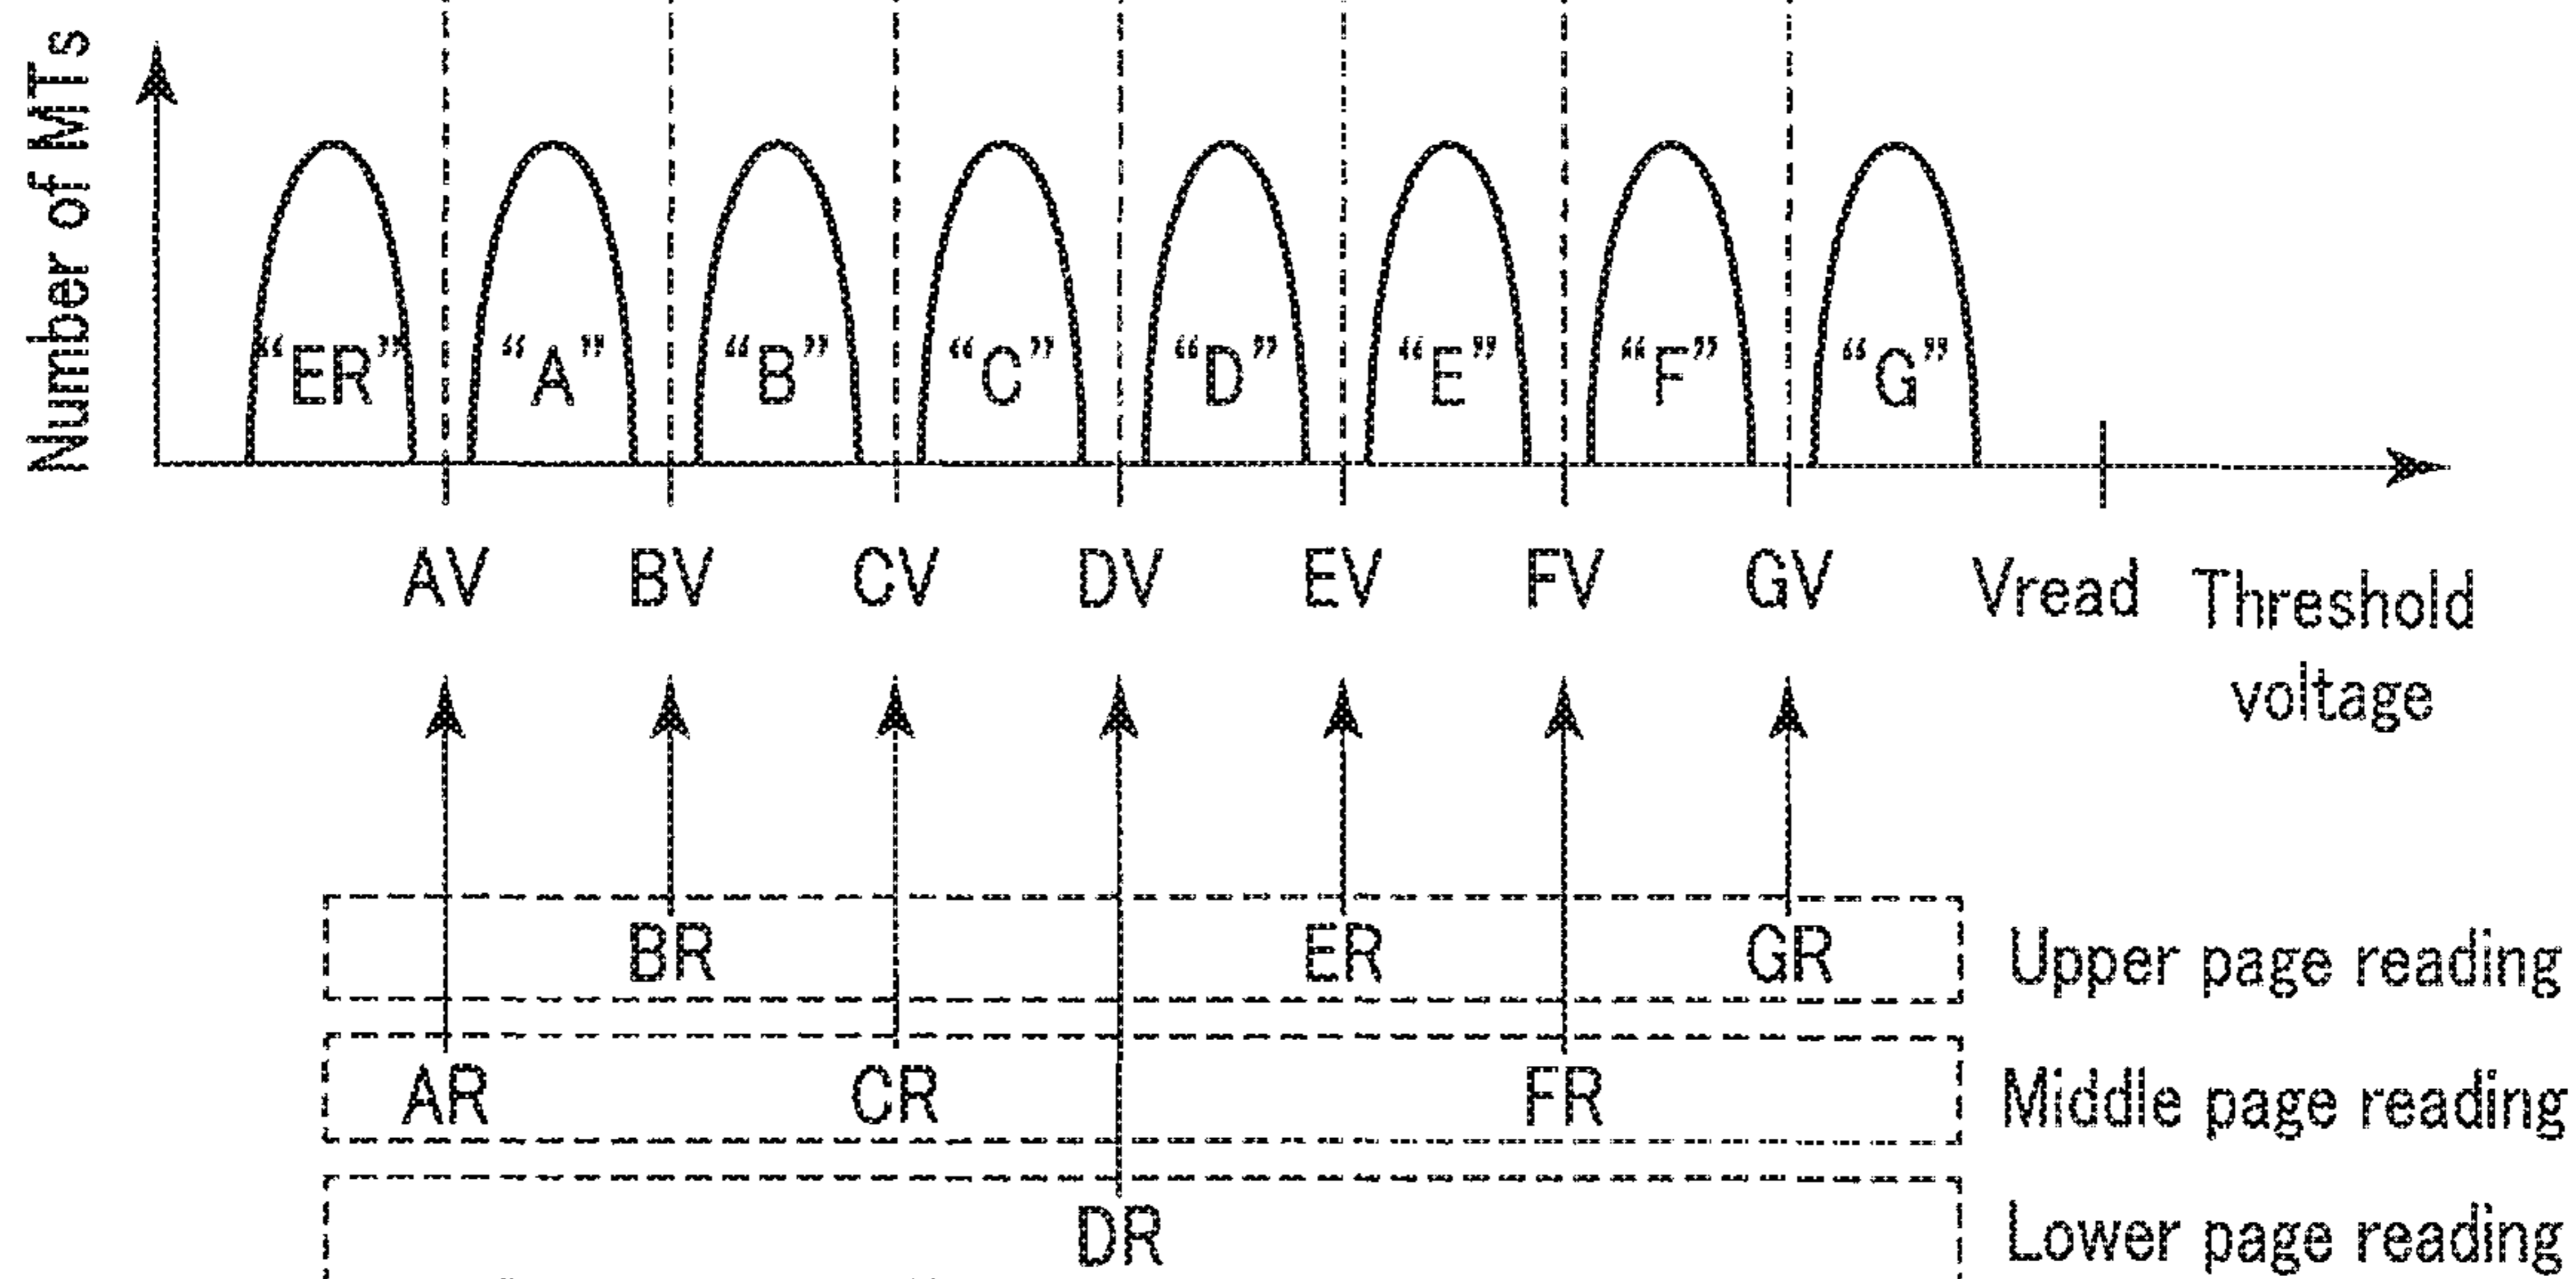 Number of MTs
“ER” “A” “B” “C” “D” “E” “F” “G”
AV BV CV DV EV FV GV Vread Threshold
voltage
BR ER GR Upper page reading
AR CR FR Middle page reading
DR Lower page reading